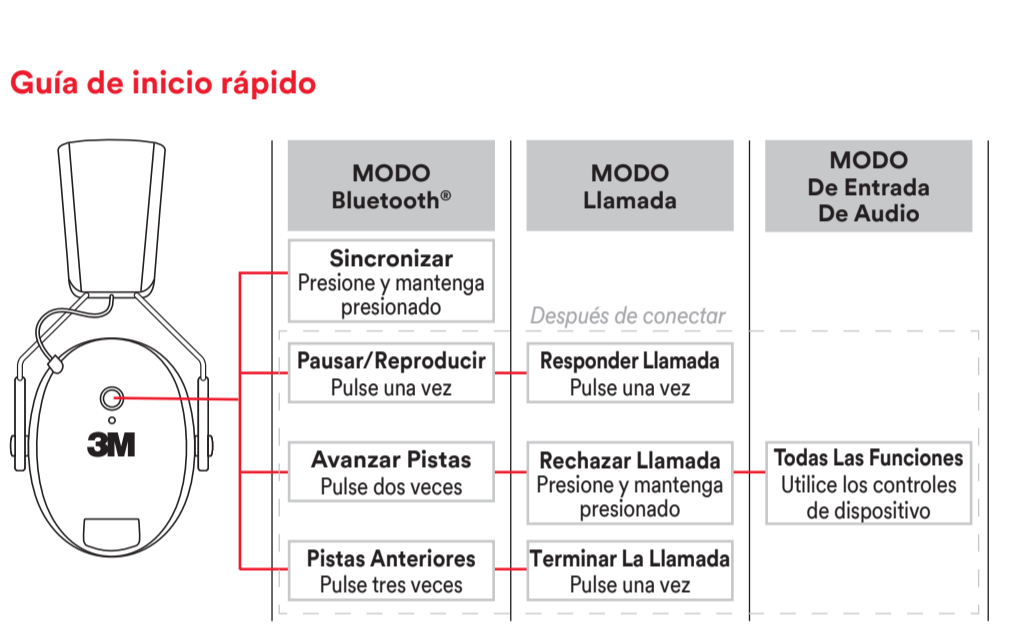 Guía de inicio rápido
MODO
Bluetooth®
MODO
Llamada
MODO
De Entrada
De Audio
Sincronizar
Presione y mantenga
presionado
Después de conectar
Pausar/Reproducir
Pulse una vez
Responder Llamada
Pulse una vez
3M
Avanzar Pistas
Pulse dos veces
Rechazar Llamada
Presione y mantenga
presionado
Todas Las Funciones
Utilice los controles
de dispositivo
Pistas Anteriores
Pulse tres veces
Terminar La Llamada
Pulse una vez